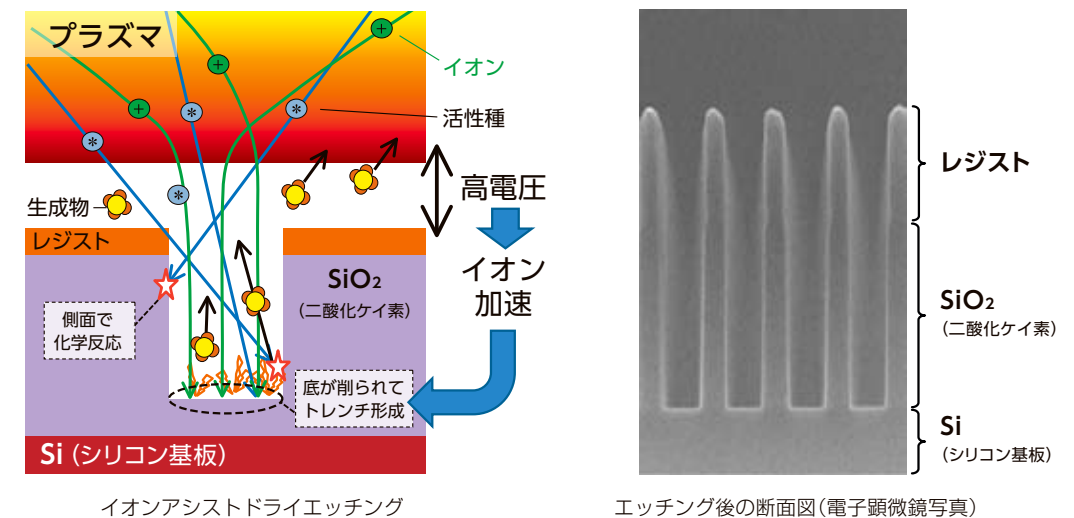 プラズマ
イオン
活性種
高電圧
生成物
レジスト
イオン
加速
SiO2
(二酸化ケイ素)
側面で
化学反応
底が削られて
トレンチ形成
Si(シリコン基板)
イオンアシストドライエッチング
レジスト
SiO2
(二酸化ケイ素)
Si
(シリコン基板)
エッチング後の断面図(電子顕微鏡写真)